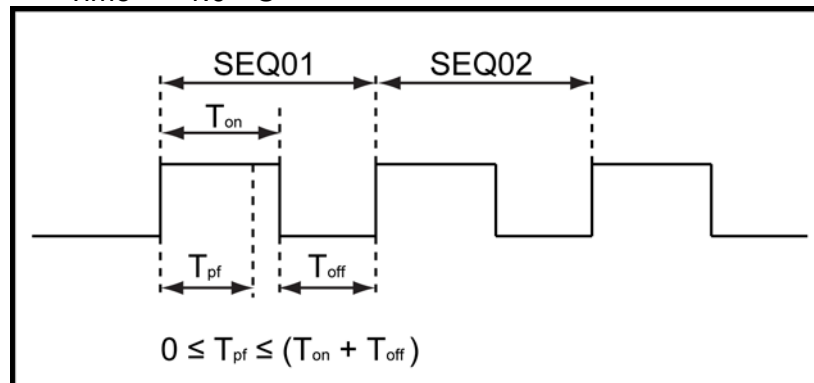 SEQ01 SEQ02
Ton
Tpf Toff
0 ≤ Tpf ≤ (Ton + Toff)